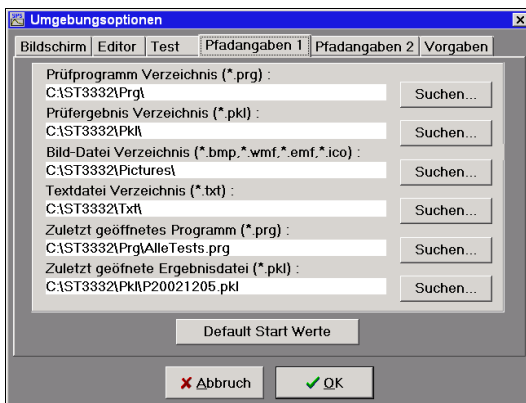 Umgebungsoptionen
Bildschirm Editor Test Pfadangaben 1 Pfadangaben 2 Vorgaben
Prüfprogramm Verzeichnis (*.prg) :
C:\ST3332\Prg\ Suchen...
Prüfergebnis Verzeichnis (*.pkl) :
C:\ST3332\Pkl\ Suchen...
Bild-Datei Verzeichnis (*.bmp,*.wmf,*.emf,*.ico) :
C:\ST3332\Pictures\ Suchen...
Textdatei Verzeichnis (*.txt) :
C:\ST3332\Txt\ Suchen...
Zuletzt geöffnetes Programm (*.prg) :
C:\ST3332\Prg\AlleTests.prg Suchen...
Zuletzt geöfnete Ergebnisdatei (*.pkl) :
C:\ST3332\Pkl\P20021205.pkl Suchen...
Default Start Werte
Abbruch OK